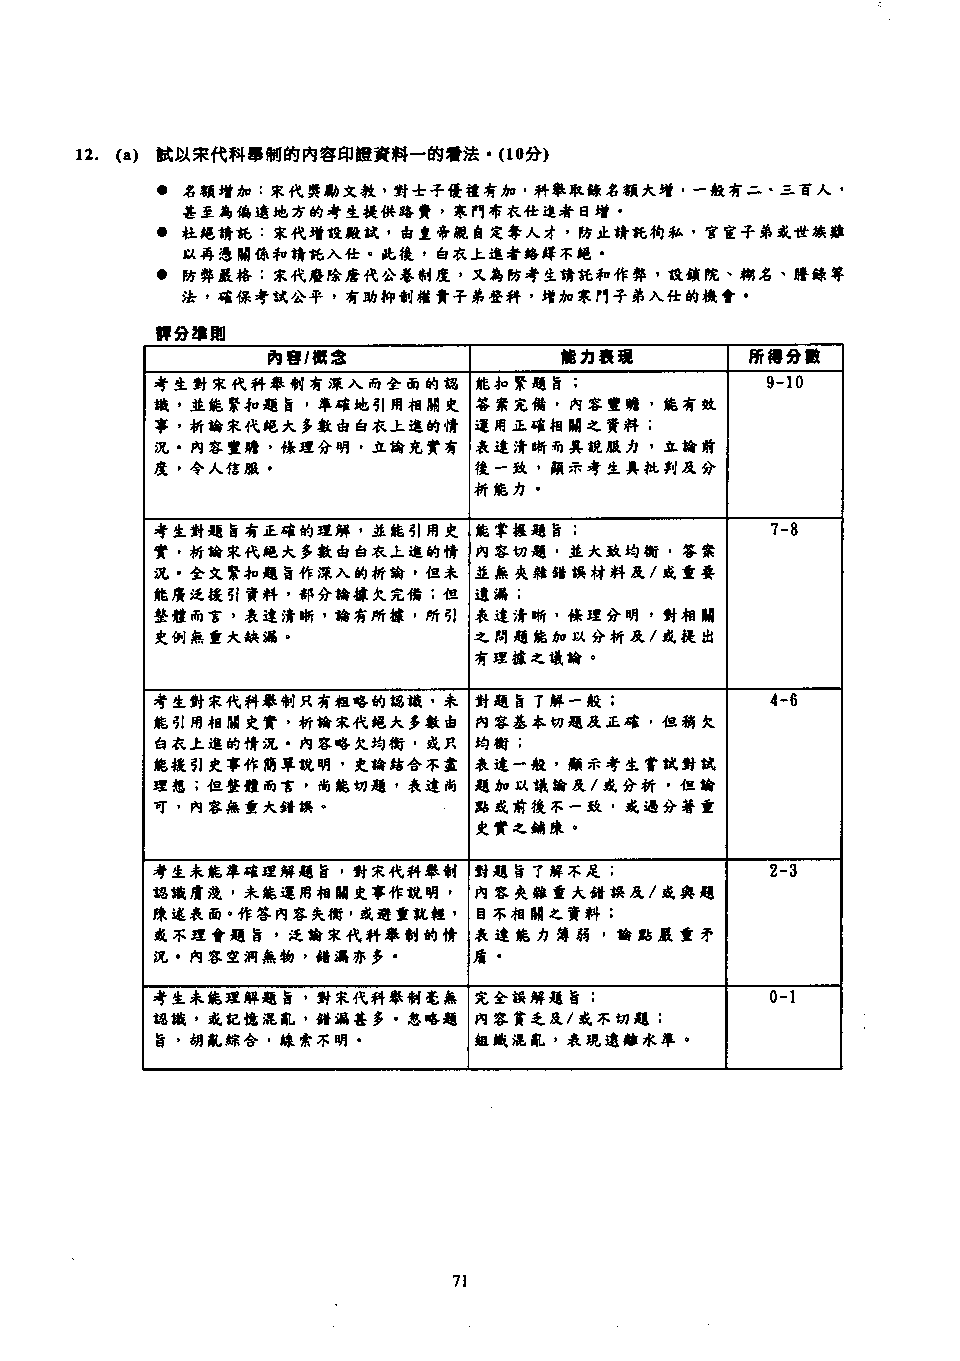 12. (a) 試以宋代科舉制的內容印證資料一的看法。(10分)
● 名額增加：宋代獎勵文教，對士子優禮有加，科舉取錄名額大增，一般有二、三百人，
甚至為偏遠地方的考生提供路費，寒門布衣仕進者日增。
● 杜絕請託：宋代增設殿試，由皇帝親自定奪人才，防止請託徇私，官宦子弟或世族難
以再憑關係和請託入仕。此後，白衣上進者絡繹不絕。
● 防弊嚴格：宋代廢除唐代公卷制度，又為防考生請託和作弊，設鎖院、糊名、謄錄等
法，確保考試公平，有助抑制權貴子弟登科，增加寒門子弟入仕的機會。
評分準則
內容/概念 能力表現 所得分數
考生對宋代科舉制有深入而全面的認
識，並能緊扣題旨，準確地引用相關史
事，析論宋代絕大多數由白衣上進的情
況。內容豐贍，條理分明，立論充實有
度，令人信服。
能扣緊題旨；
答案完備，內容豐贍，能有效
運用正確相關之資料；
表達清晰而具說服力，立論前
後一致，顯示考生具批判及分
析能力。
9-10
考生對題旨有正確的理解，並能引用史
實，析論宋代絕大多數由白衣上進的情
況。全文緊扣題旨作深入的析論，但未
能廣泛援引資料，部分論據欠完備；但
整體而言，表達清晰，論有所據，所引
史例無重大缺漏。
能掌握題旨；
內容切題，並大致均衡，答案
並無夾雜錯誤材料及/或重要
遺漏；
表達清晰，條理分明，對相關
之問題能加以分析及/或提出
有理據之議論。
7-8
考生對宋代科舉制只有粗略的認識，未
能引用相關史實，析論宋代絕大多數由
白衣上進的情況。內容略欠均衡，或只
能援引史事作簡單說明，史論結合不盡
理想；但整體而言，尚能切題，表達尚
可，內容無重大錯誤。
對題旨了解一般；
內容基本切題及正確，但稍欠
均衡；
表達一般，顯示考生嘗試對試
題加以議論及/或分析，但論
點或前後不一致，或過分著重
史實之鋪陳。
4-6
考生未能準確理解題旨，對宋代科舉制
認識膚淺，未能運用相關史事作說明，
陳述表面。作答內容失衡，或避重就輕，
或不理會題旨，泛論宋代科舉制的情
況。內容空洞無物，錯漏亦多。
對題旨了解不足；
內容夾雜重大錯誤及/或與題
目不相關之資料；
表達能力薄弱，論點嚴重矛
盾。
2-3
考生未能理解題旨，對宋代科舉制毫無
認識，或記憶混亂，錯漏甚多。忽略題
旨，胡亂綜合，線索不明。
完全誤解題旨；
內容貧乏及/或不切題；
組織混亂，表現遠離水準。
0-1
71